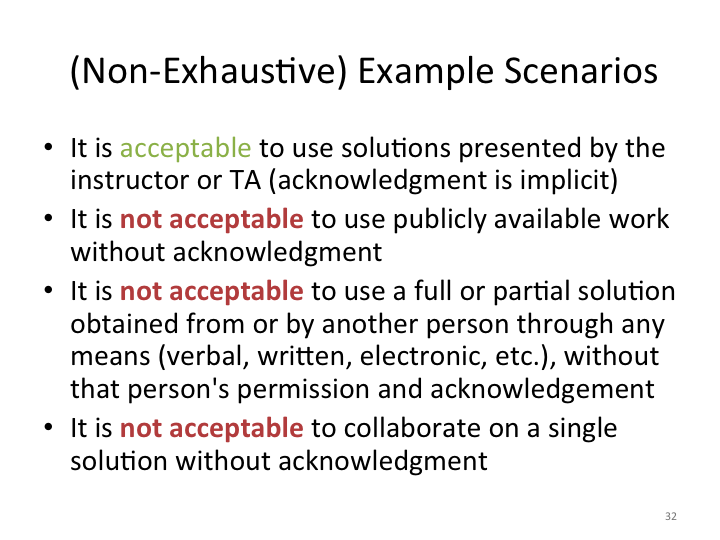 (Non-Exhaustive) Example Scenarios
• It is acceptable to use solutions presented by the
instructor or TA (acknowledgment is implicit)
• It is not acceptable to use publicly available work
without acknowledgment
• It is not acceptable to use a full or partial solution
obtained from or by another person through any
means (verbal, written, electronic, etc.), without
that person's permission and acknowledgement
• It is not acceptable to collaborate on a single
solution without acknowledgment
32